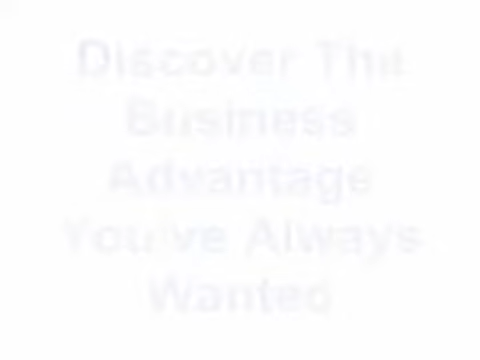 Discover The
Business
Advantage
You've Always
Wanted